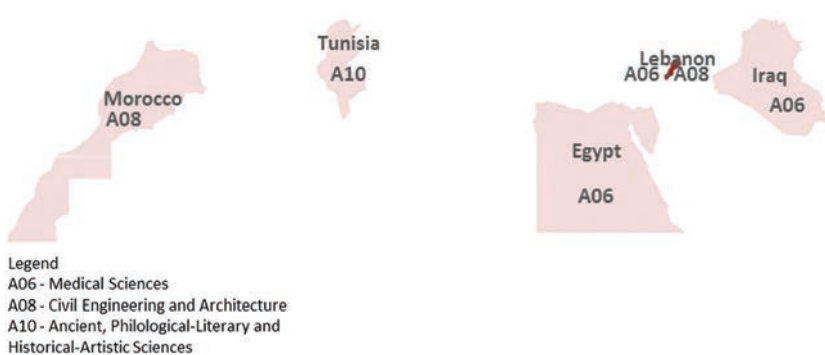 Tunisia
A10
Lebanon
A06 A08
Iraq
A06
Morocco
A08
Egypt
A06
Legend
A06 - Medical Sciences
A08 - Civil Engineering and Architecture
A10 - Ancient, Philological-Literary and
Historical-Artistic Sciences